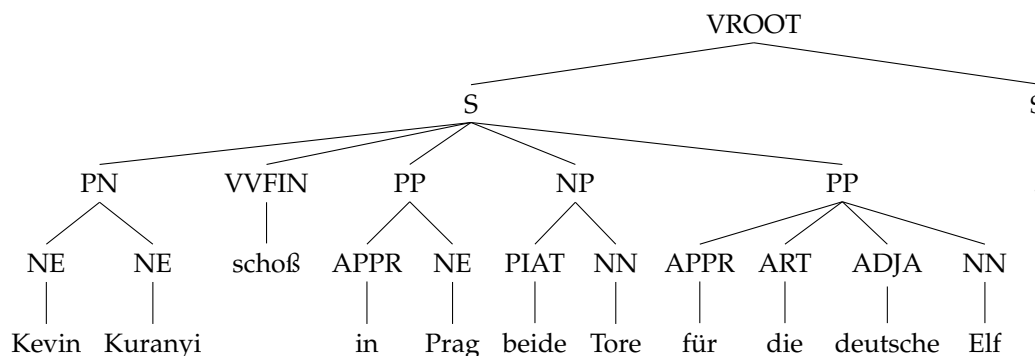 VROOT
S
PN VVFIN PP NP PP
NE NE schoß APPR NE PIAT NN APPR ART ADJA NN
Kevin Kuranyi in Prag beide Tore für die deutsche Elf